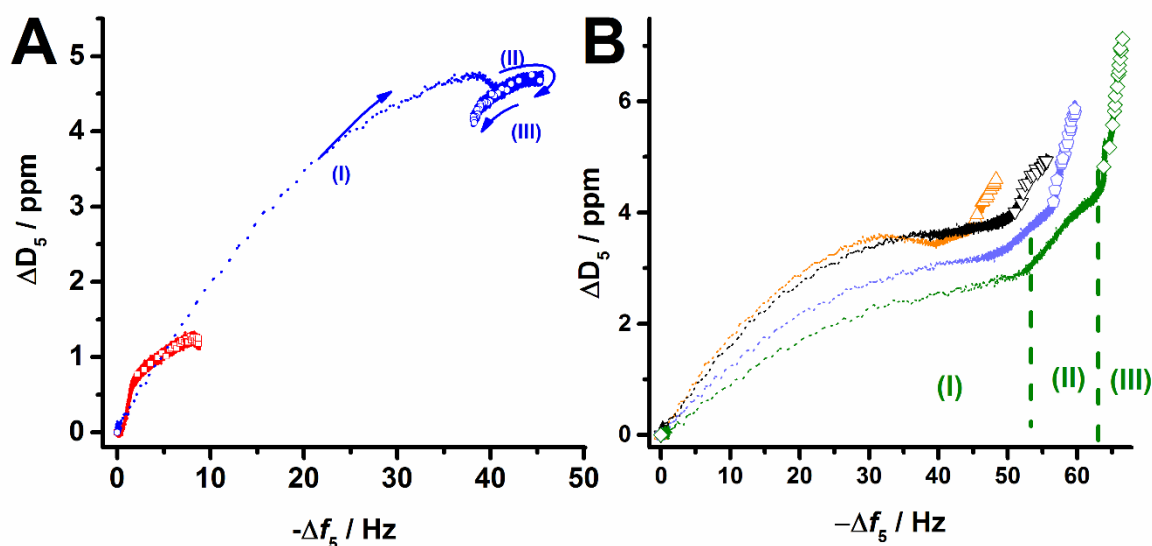 A
ΔD5 / ppm
5
4
3
2
1
0
(I)
(II)
(III)
0 10 20 30 40 50
-Δf5 / Hz
B
ΔD5 / ppm
6
4
2
0
(I)
(II)
(III)
0 10 20 30 40 50 60
−Δf5 / Hz